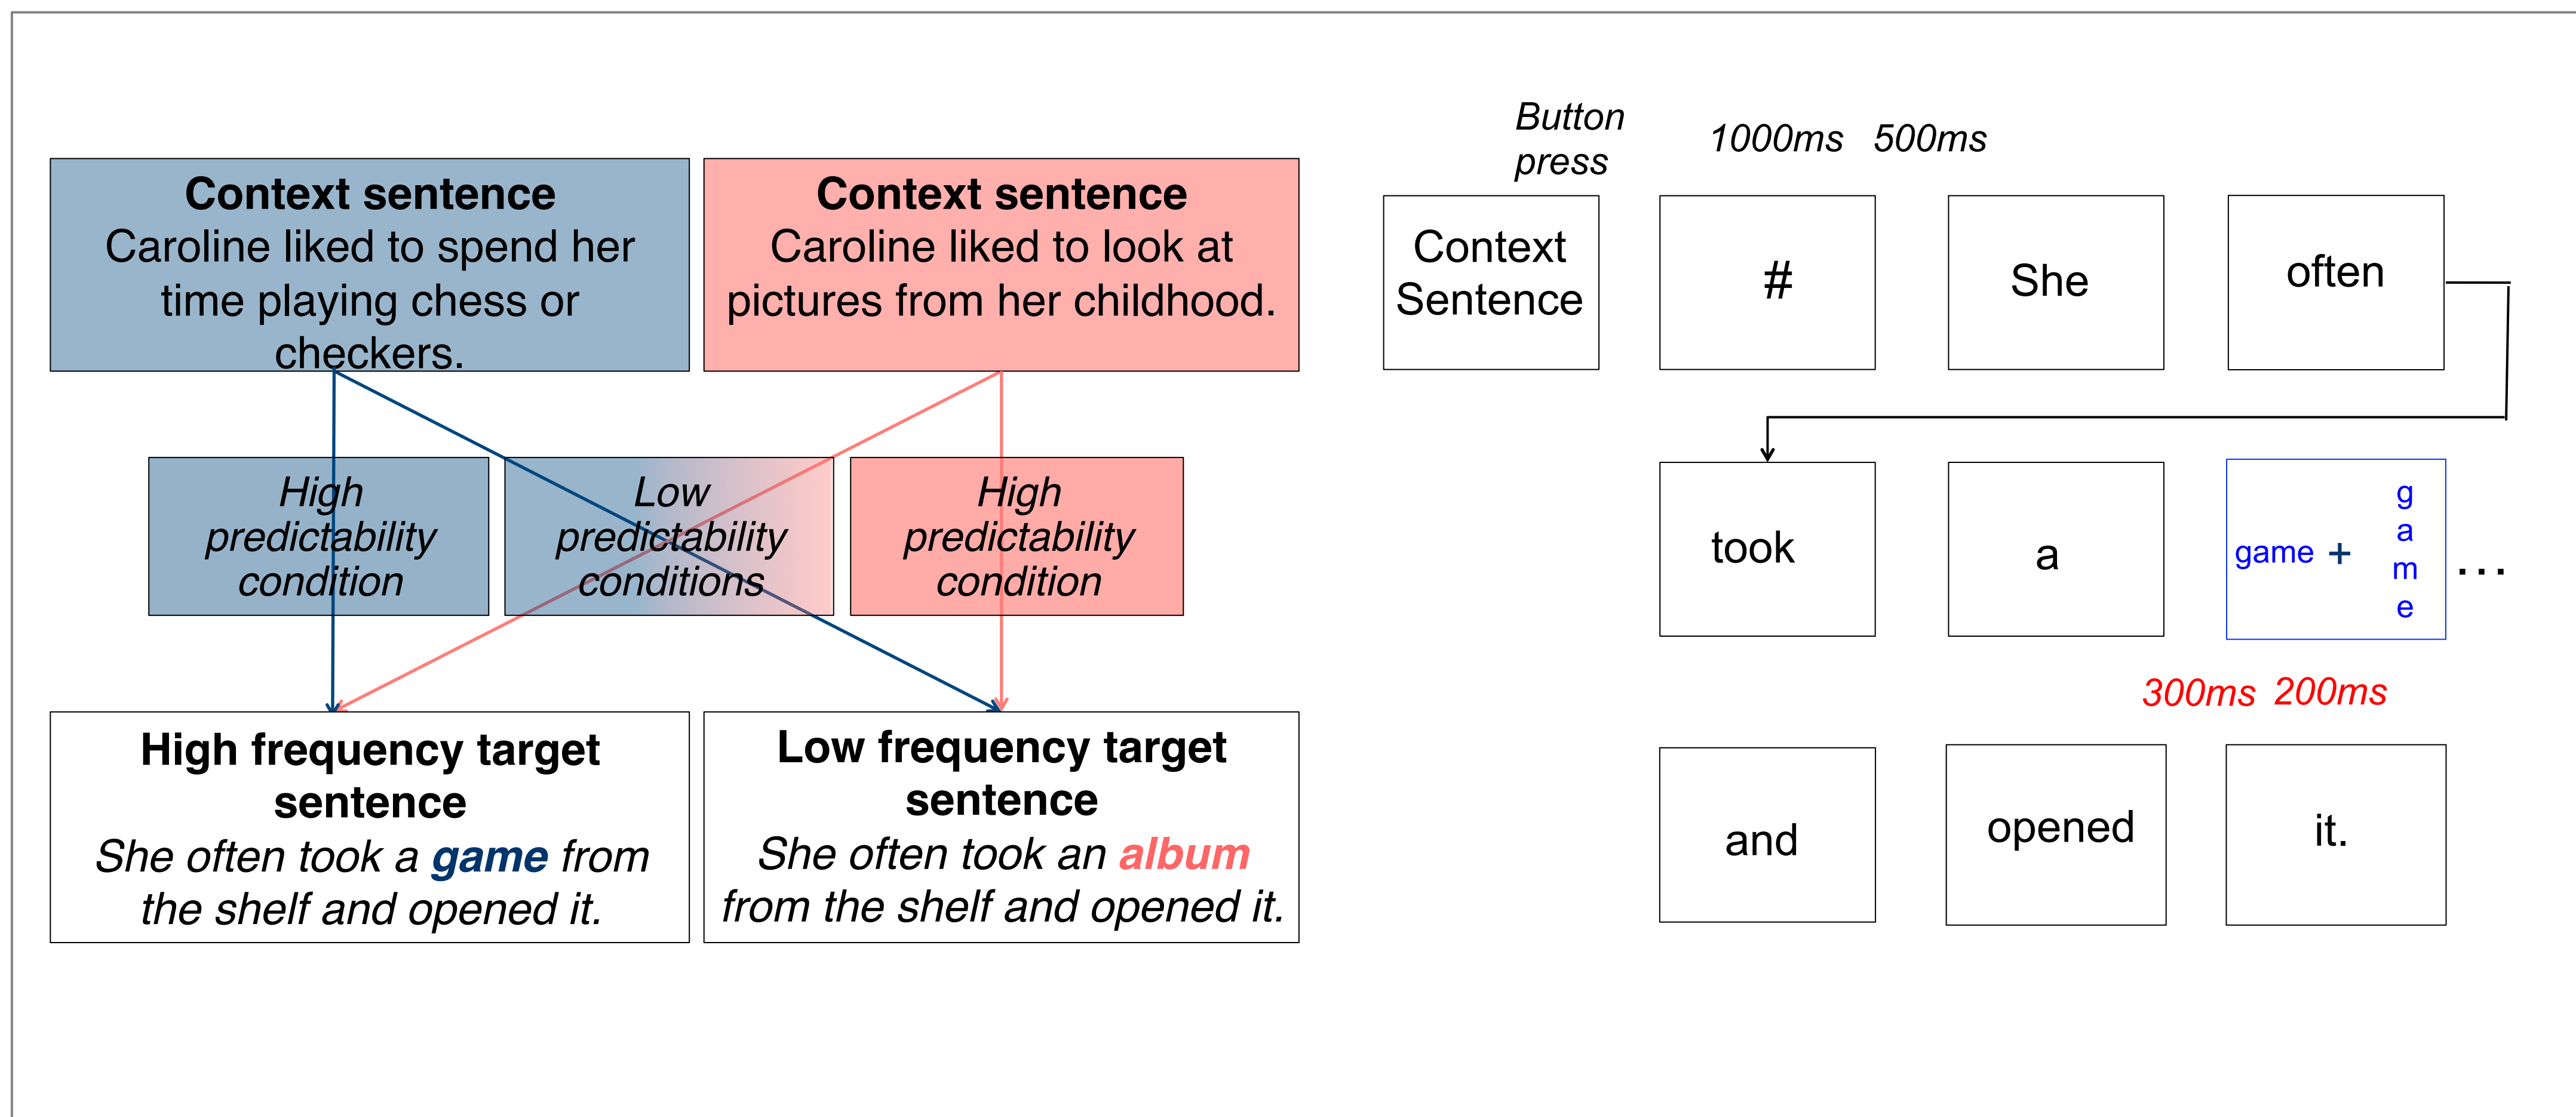 Context sentence
Caroline liked to spend her
time playing chess or
checkers.
Context sentence
Caroline liked to look at
pictures from her childhood.
High
predictability
condition
Low
predictability
conditions
High
predictability
condition
High frequency target
sentence
She often took a game from
the shelf and opened it.
Low frequency target
sentence
She often took an album
from the shelf and opened it.
Button
press
1000ms 500ms
Context
Sentence
#
She
often
took
a
game +
g
a
m
e
...
300ms 200ms
and
opened
it.